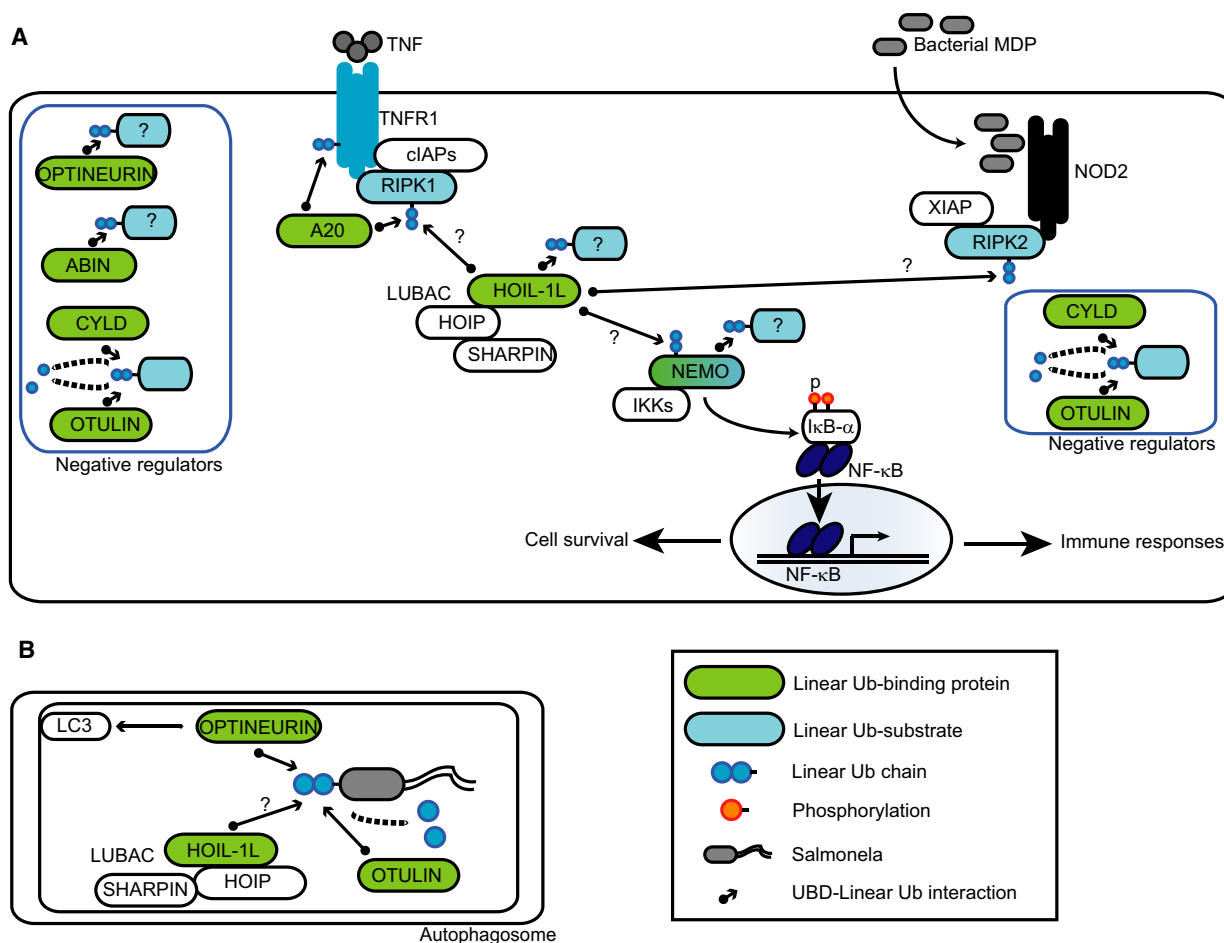 A
TNF
Bacterial MDP
TNFR1
cIAPs
RIPK1
A20
?
OPTINEURIN
?
ABIN
?
CYLD
OTULIN
Negative regulators
LUBAC
HOIL-1L
HOIP
SHARPIN
?
?
?
NEMO
IKKs
?
p
IκB-α
NF-κB
NF-κB
Cell survival
Immune responses
NOD2
XIAP
RIPK2
CYLD
OTULIN
Negative regulators
B
LC3
OPTINEURIN
?
LUBAC
HOIL-1L
SHARPIN
HOIP
OTULIN
Autophagosome
Linear Ub-binding protein
Linear Ub-substrate
Linear Ub chain
Phosphorylation
Salmonela
UBD-Linear Ub interaction